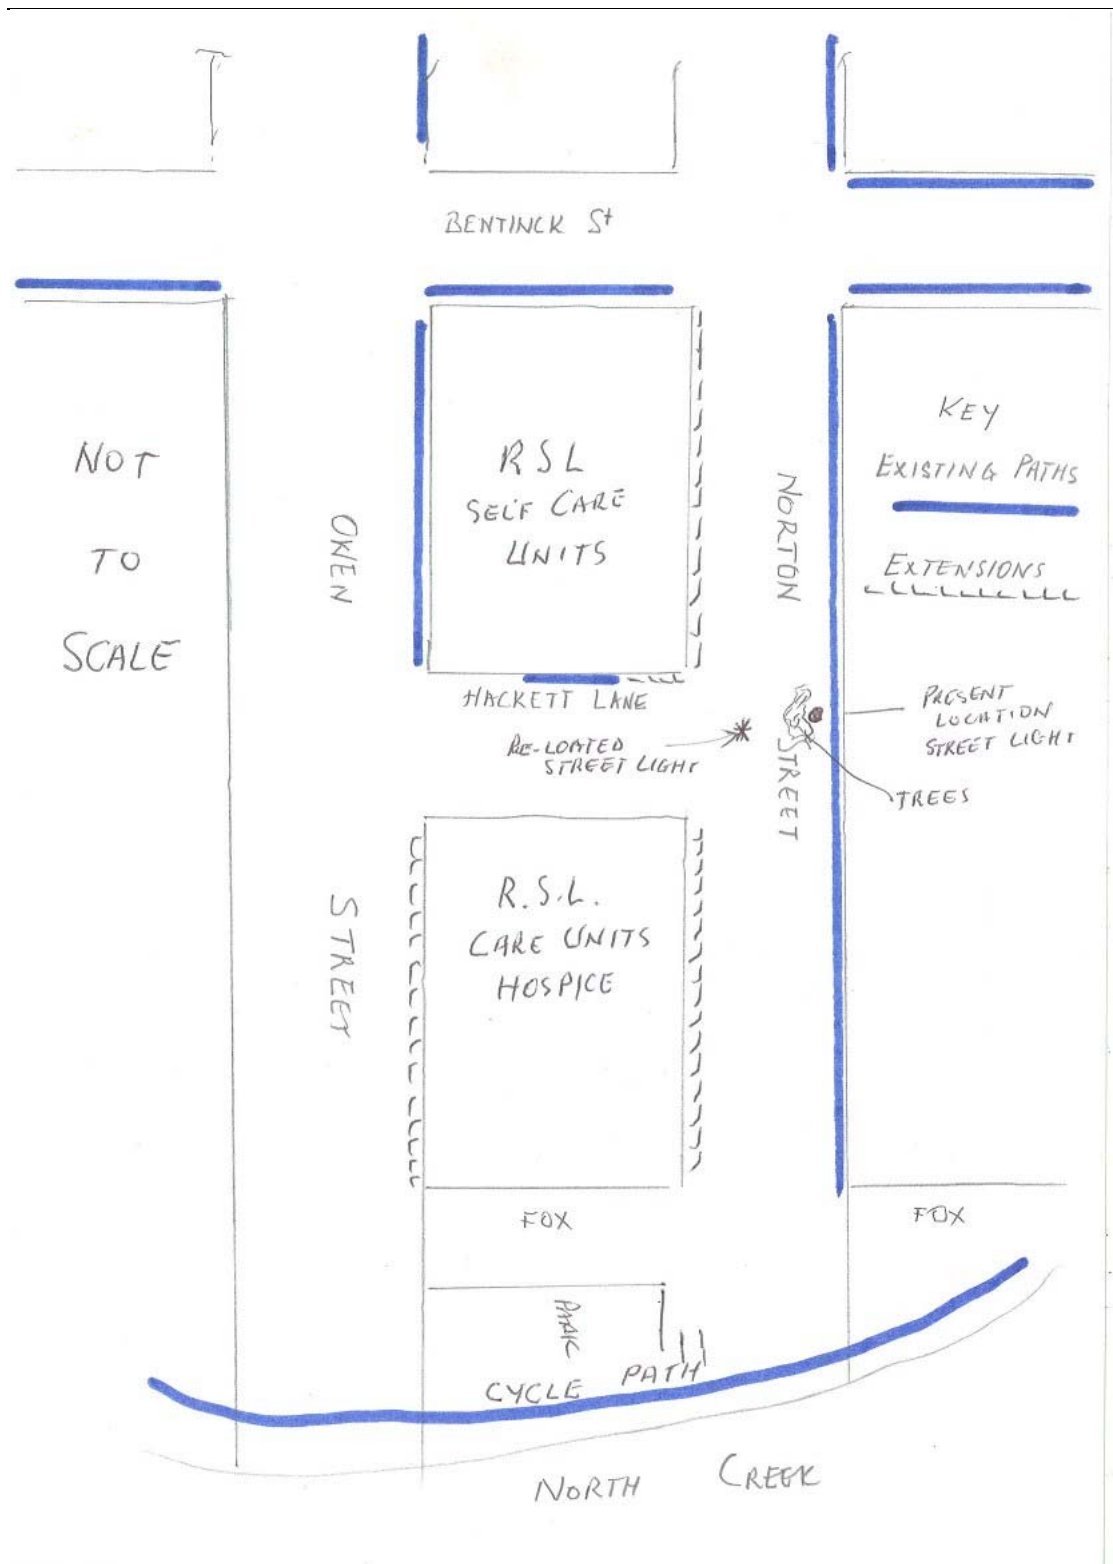 BENTINCK St
NOT
TO
SCALE
OWEN
STREET
RSL
SELF CARE
UNITS
HACKETT LANE
RE-LOATED
STREET LIGHT
NORTON
STREET
KEY
EXISTING PATHS
EXTENSIONS
PRESENT
LOCATION
STREET LIGHT
TREES
R.S.L.
CARE UNITS
HOSPICE
FOX
FOX
PARK
CYCLE PATH
NORTH CREEK